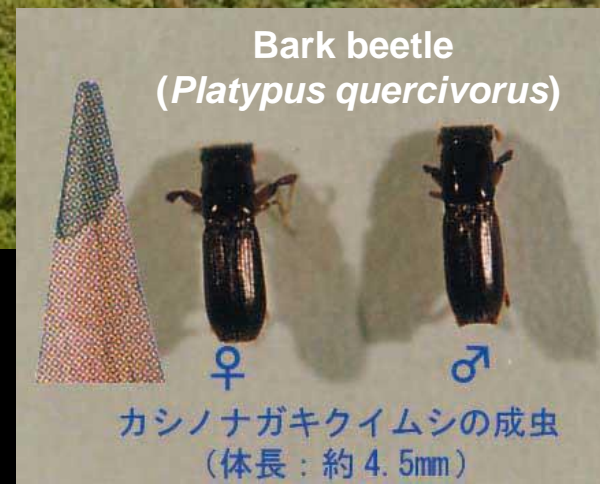 Bark beetle
(Platypus quercivorus)
♀ ♂
カシノナガキクイムシの成虫
(体長：約4.5mm)